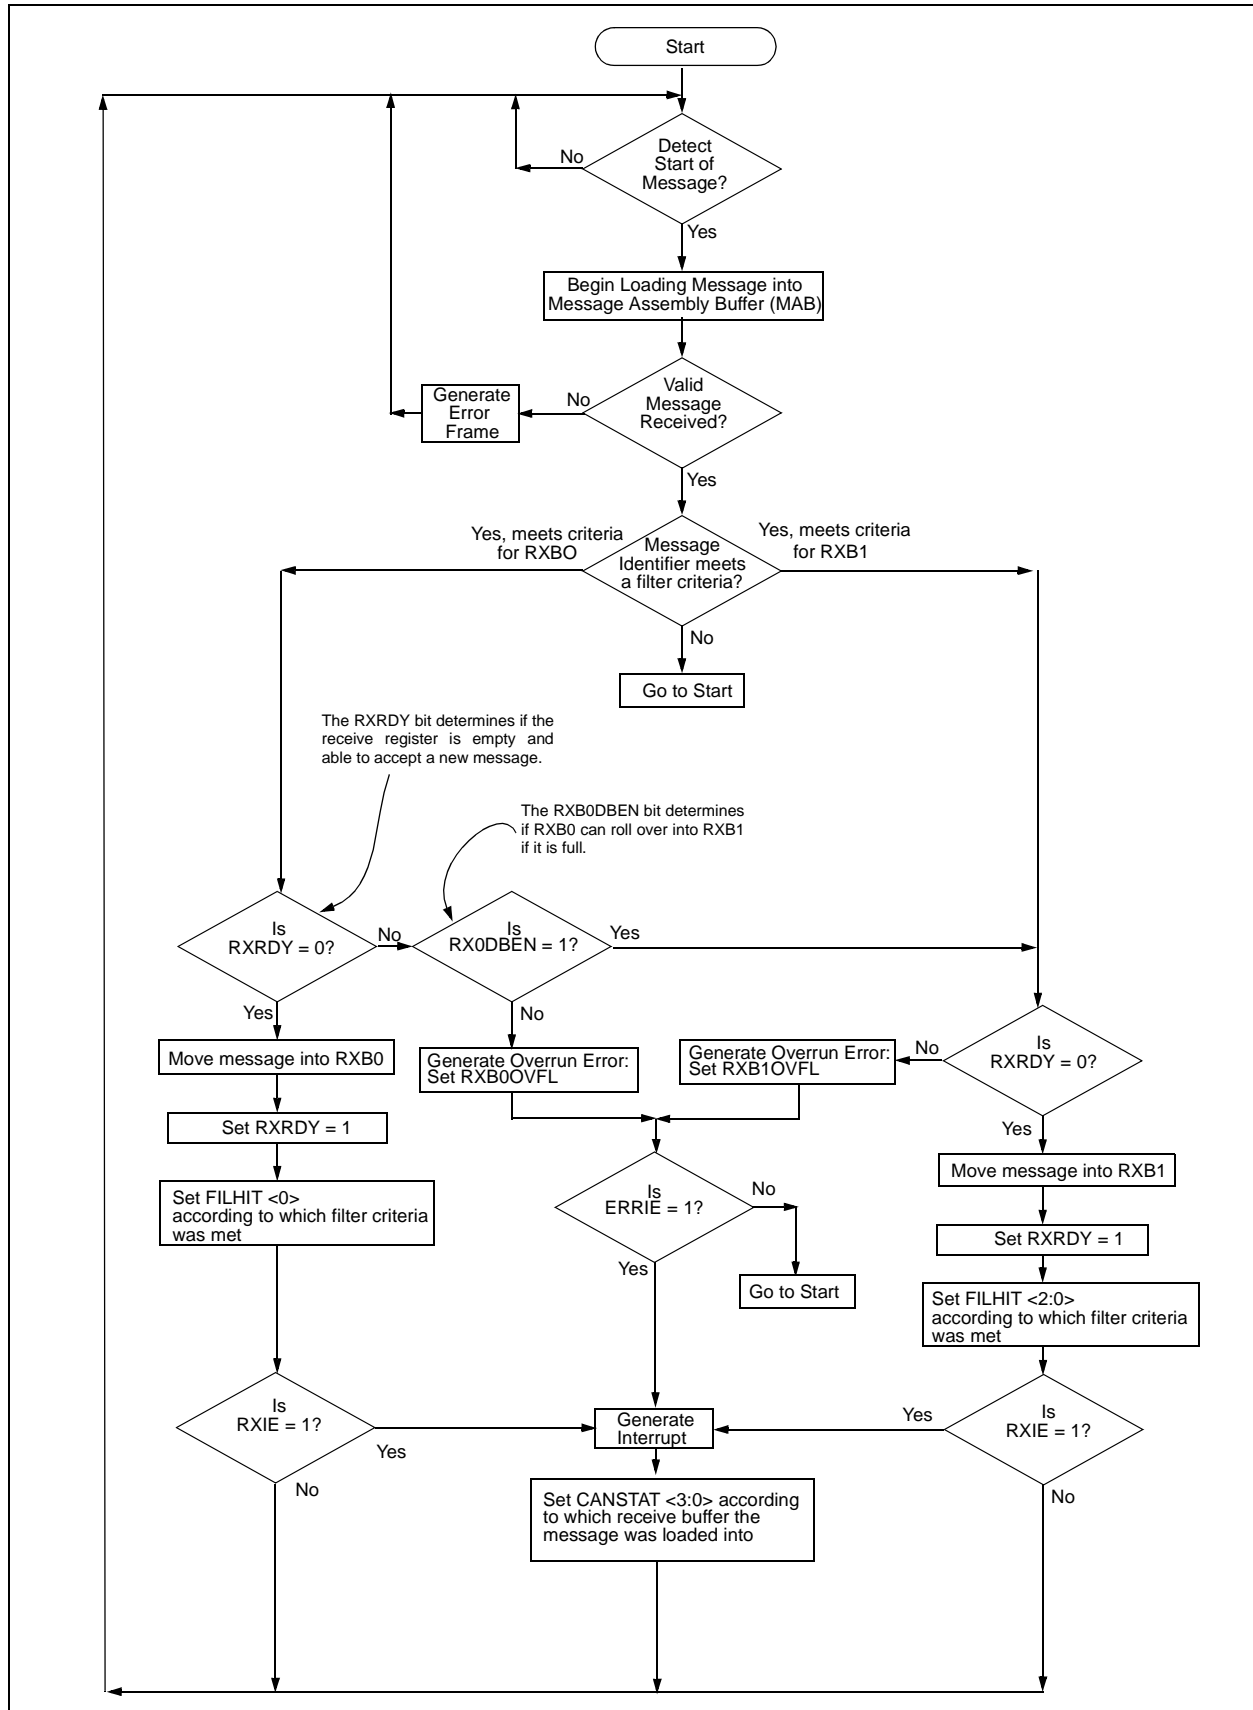 Start
Detect
Start of
Message?
No
Yes
Begin Loading Message into
Message Assembly Buffer (MAB)
Valid
Message
Received?
No
Generate
Error
Frame
Yes
Yes, meets criteria
for RXBO
Message
Identifier meets
a filter criteria?
Yes, meets criteria
for RXB1
No
Go to Start
The RXRDY bit determines if the
receive register is empty and
able to accept a new message.
The RXB0DBEN bit determines
if RXB0 can roll over into RXB1
if it is full.
Is
RXRDY = 0?
No
Is
RX0DBEN = 1?
Yes
Yes
No
Move message into RXB0
Generate Overrun Error:
Set RXB0OVFL
Generate Overrun Error:
Set RXB1OVFL
No
Is
RXRDY = 0?
Set RXRDY = 1
Yes
Move message into RXB1
Set FILHIT <0>
according to which filter criteria
was met
Is
ERRIE = 1?
No
Set RXRDY = 1
Yes
Go to Start
Set FILHIT <2:0>
according to which filter criteria
was met
Is
RXIE = 1?
Yes
Generate
Interrupt
Yes
Is
RXIE = 1?
No
Set CANSTAT <3:0> according
to which receive buffer the
message was loaded into
No